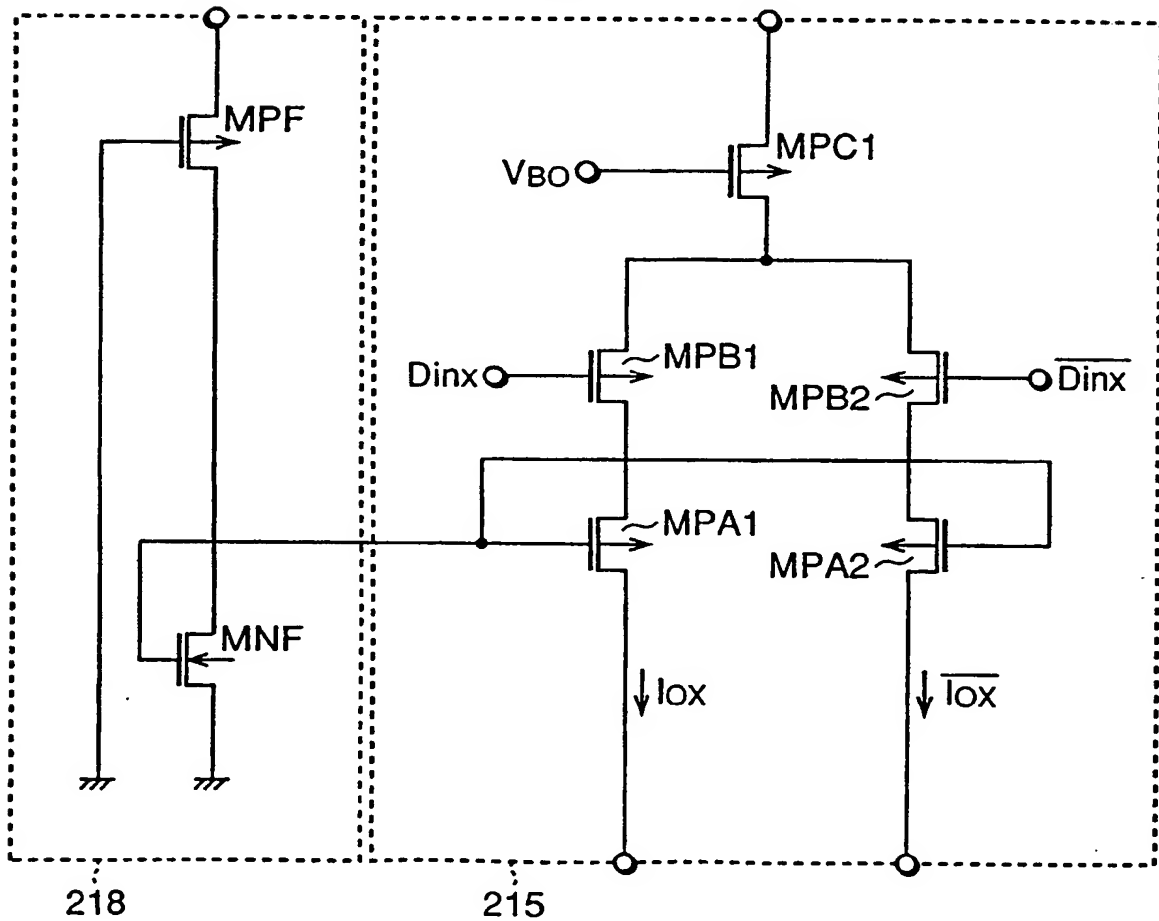 MPF
MPC1
VBO
MPB1
Dinx
MPB2
Dinx
MPA1
MPA2
MNF
Iox
Iox
218
215